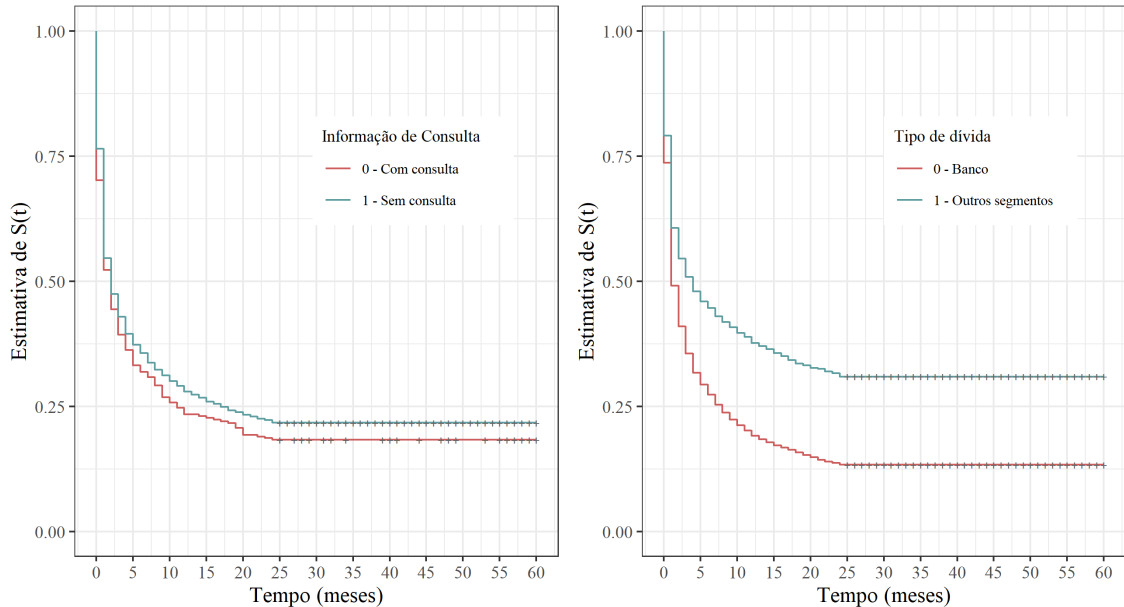 Estimativa de S(t)
1.00
0.75
0.50
0.25
0.00
Informação de Consulta
0 - Com consulta
1 - Sem consulta
0 5 10 15 20 25 30 35 40 45 50 55 60
Tempo (meses)
Estimativa de S(t)
1.00
0.75
0.50
0.25
0.00
Tipo de dívida
0 - Banco
1 - Outros segmentos
0 5 10 15 20 25 30 35 40 45 50 55 60
Tempo (meses)